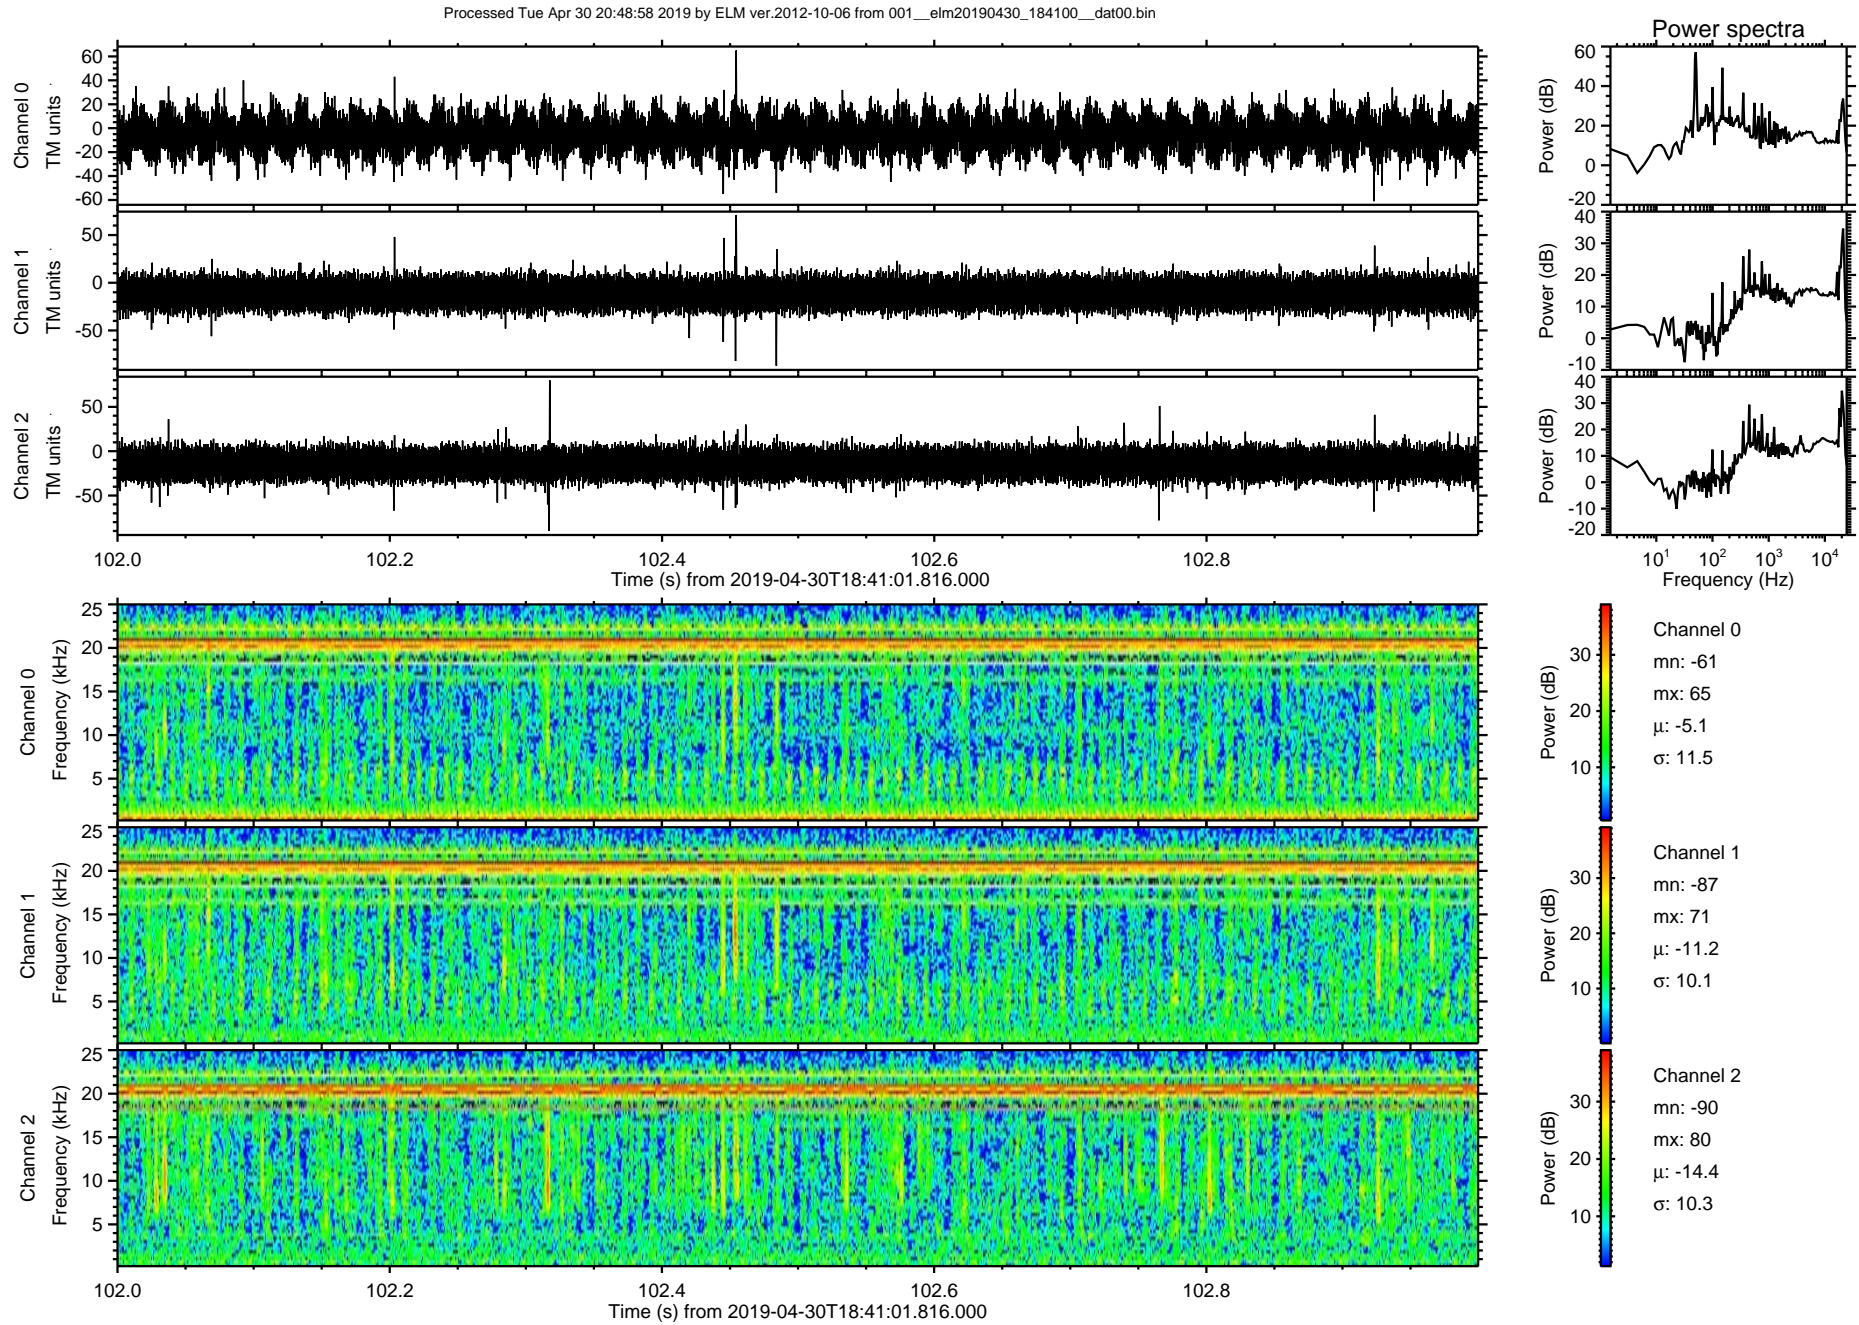 Processed Tue Apr 30 20:48:58 2019 by ELM ver.2012-10-06 from 001__elm20190430_184100__dat00.bin
Power spectra
Channel 0
TM units
60
40
20
0
-20
-40
-60
Power (dB)
60
40
20
0
-20
Channel 1
TM units
50
0
-50
Power (dB)
40
30
20
10
0
-10
Channel 2
TM units
50
0
-50
Power (dB)
40
30
20
10
0
-10
-20
102.0 102.2 102.4 102.6 102.8
Time (s) from 2019-04-30T18:41:01.816.000
10¹ 10² 10³ 10⁴
Frequency (Hz)
Channel 0
Frequency (kHz)
25
20
15
10
5
Power (dB)
30
20
10
Channel 0
mn: -61
mx: 65
μ: -5.1
σ: 11.5
Channel 1
Frequency (kHz)
25
20
15
10
5
Power (dB)
30
20
10
Channel 1
mn: -87
mx: 71
μ: -11.2
σ: 10.1
Channel 2
Frequency (kHz)
25
20
15
10
5
Power (dB)
30
20
10
Channel 2
mn: -90
mx: 80
μ: -14.4
σ: 10.3
102.0 102.2 102.4 102.6 102.8
Time (s) from 2019-04-30T18:41:01.816.000